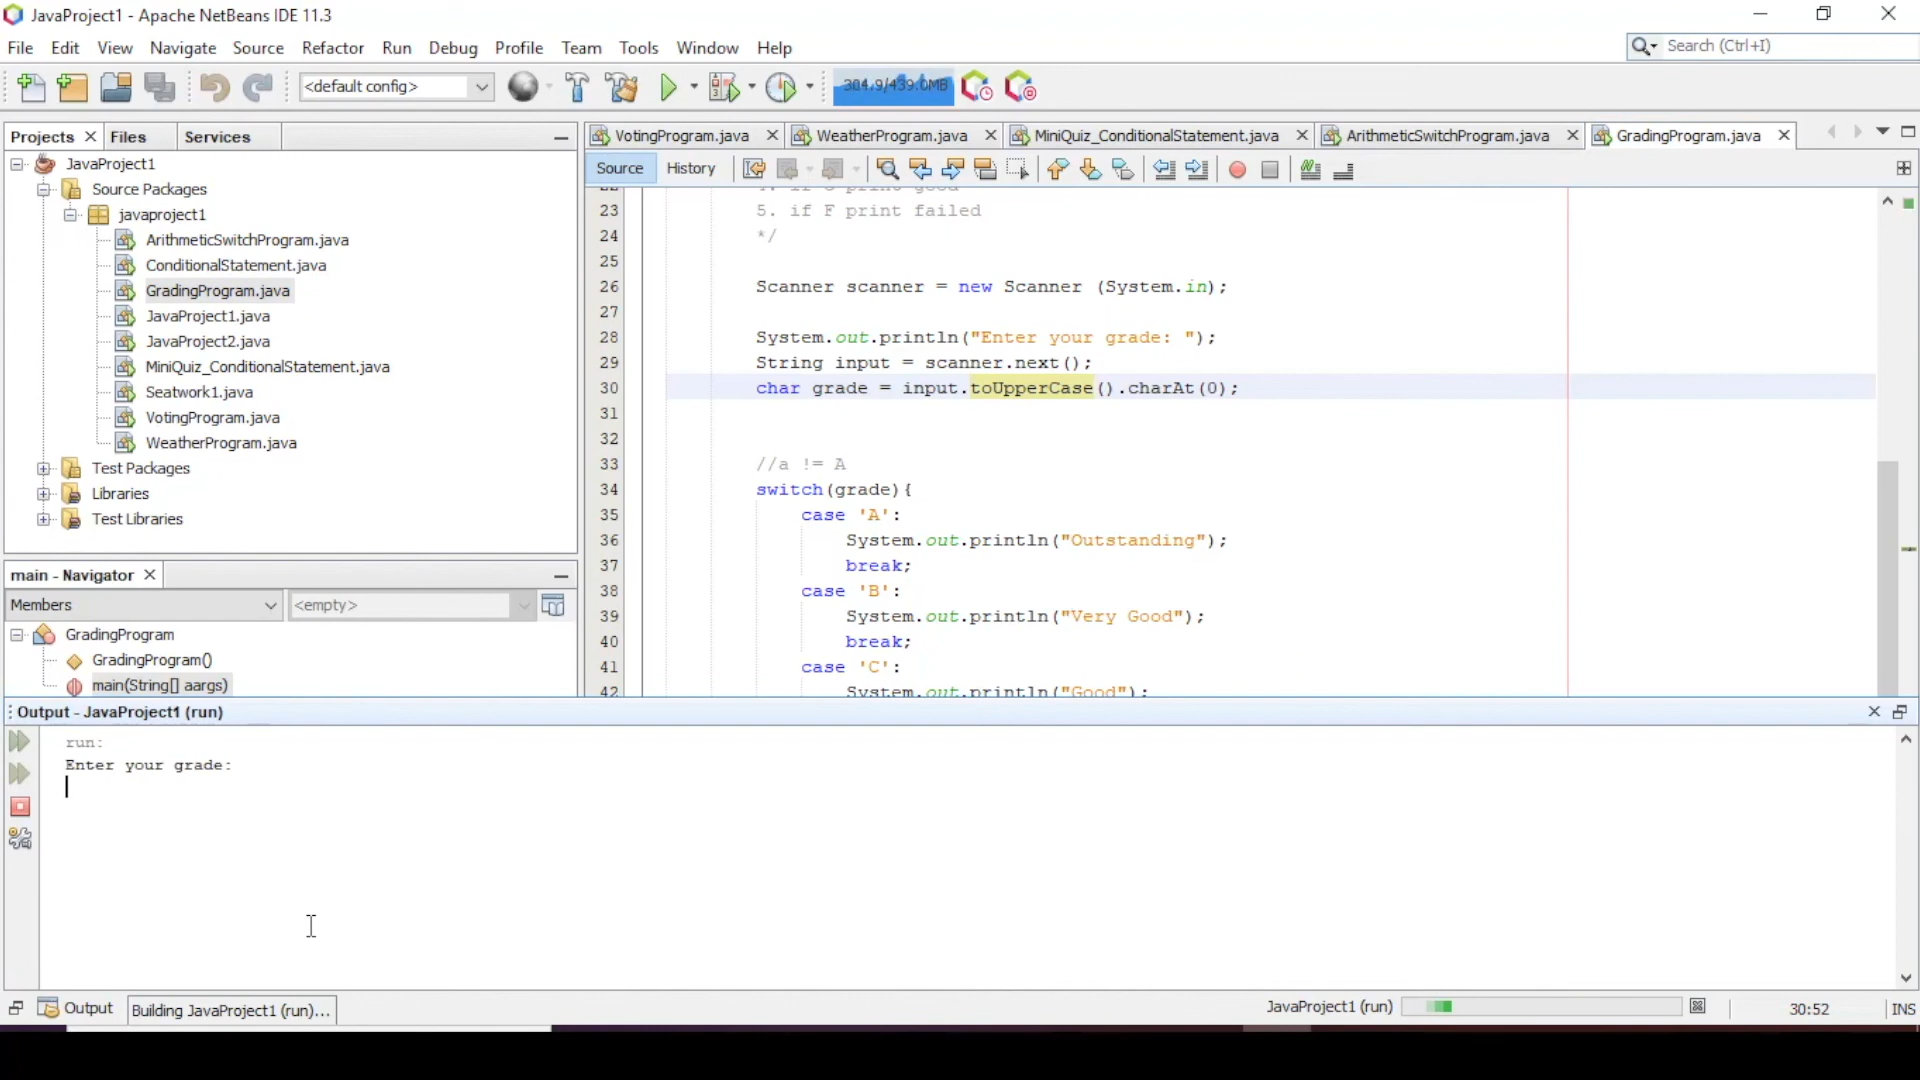 JavaProject1 - Apache NetBeans IDE 11.3
File Edit View Navigate Source Refactor Run Debug Profile Team Tools Window Help
Search (Ctrl+I)
<default config>
304.9/439.0MB
Projects Files Services
JavaProject1
Source Packages
javaproject1
ArithmeticSwitchProgram.java
ConditionalStatement.java
GradingProgram.java
JavaProject1.java
JavaProject2.java
MiniQuiz_ConditionalStatement.java
Seatwork1.java
VotingProgram.java
WeatherProgram.java
Test Packages
Libraries
Test Libraries
main - Navigator
Members <empty>
GradingProgram
GradingProgram()
main(String[] aargs)
VotingProgram.java WeatherProgram.java MiniQuiz_ConditionalStatement.java ArithmeticSwitchProgram.java GradingProgram.java
Source History
23 5. if F print failed
24 */
25
26 Scanner scanner = new Scanner (System.in);
27
28 System.out.println("Enter your grade: ");
29 String input = scanner.next();
30 char grade = input.toUpperCase().charAt(0);
31
32
33 //a != A
34 switch(grade){
35 case 'A':
36 System.out.println("Outstanding");
37 break;
38 case 'B':
39 System.out.println("Very Good");
40 break;
41 case 'C':
42 System.out.println("Good");
Output - JavaProject1 (run)
run:
Enter your grade:
Output Building JavaProject1 (run)... JavaProject1 (run) 30:52 INS